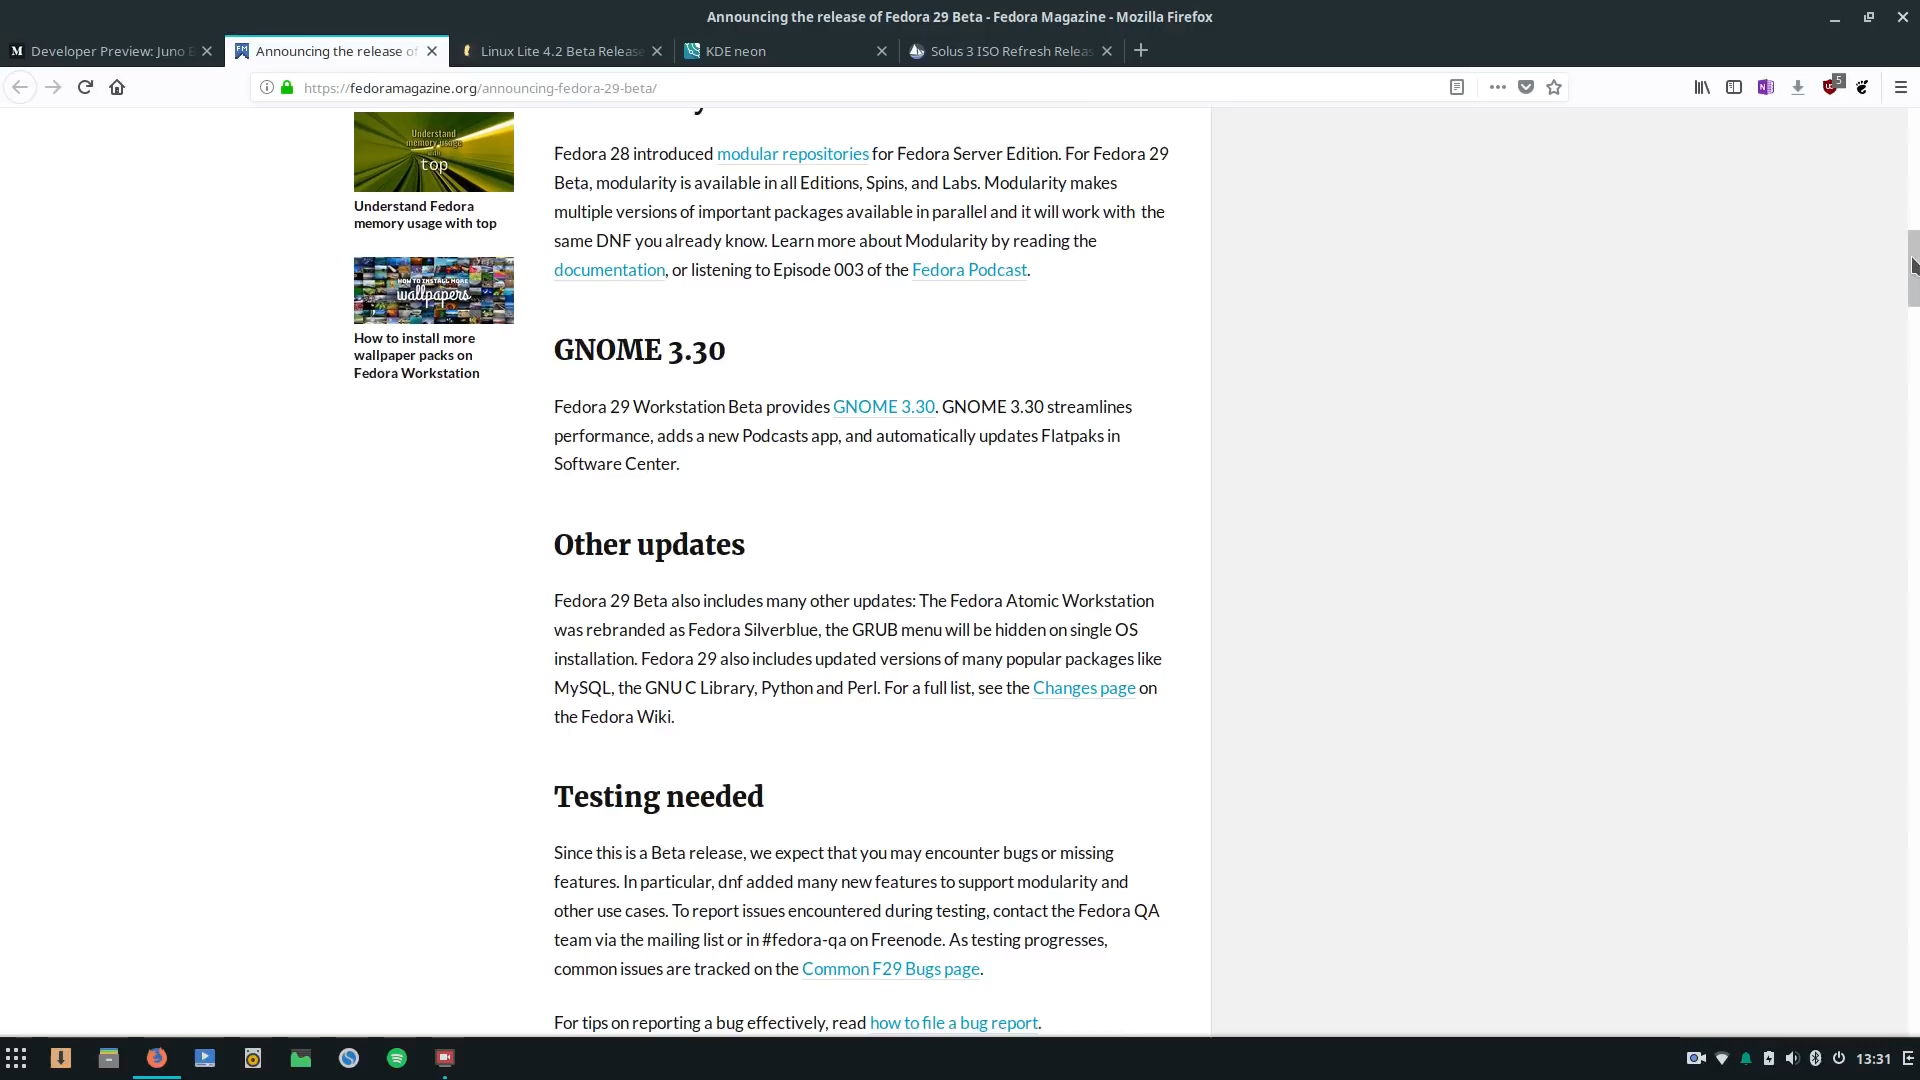 Announcing the release of Fedora 29 Beta - Fedora Magazine - Mozilla Firefox
M Developer Preview: Juno B
FM Announcing the release of
Linux Lite 4.2 Beta Release
KDE neon
Solus 3 ISO Refresh Releas
https://fedoramagazine.org/announcing-fedora-29-beta/
5
Understand
memory usage
with
top
Understand Fedora
memory usage with top
HOW TO INSTALL MORE
wallpapers
How to install more
wallpaper packs on
Fedora Workstation
Fedora 28 introduced modular repositories for Fedora Server Edition. For Fedora 29
Beta, modularity is available in all Editions, Spins, and Labs. Modularity makes
multiple versions of important packages available in parallel and it will work with the
same DNF you already know. Learn more about Modularity by reading the
documentation, or listening to Episode 003 of the Fedora Podcast.
GNOME 3.30
Fedora 29 Workstation Beta provides GNOME 3.30. GNOME 3.30 streamlines
performance, adds a new Podcasts app, and automatically updates Flatpaks in
Software Center.
Other updates
Fedora 29 Beta also includes many other updates: The Fedora Atomic Workstation
was rebranded as Fedora Silverblue, the GRUB menu will be hidden on single OS
installation. Fedora 29 also includes updated versions of many popular packages like
MySQL, the GNU C Library, Python and Perl. For a full list, see the Changes page on
the Fedora Wiki.
Testing needed
Since this is a Beta release, we expect that you may encounter bugs or missing
features. In particular, dnf added many new features to support modularity and
other use cases. To report issues encountered during testing, contact the Fedora QA
team via the mailing list or in #fedora-qa on Freenode. As testing progresses,
common issues are tracked on the Common F29 Bugs page.
For tips on reporting a bug effectively, read how to file a bug report.
13:31